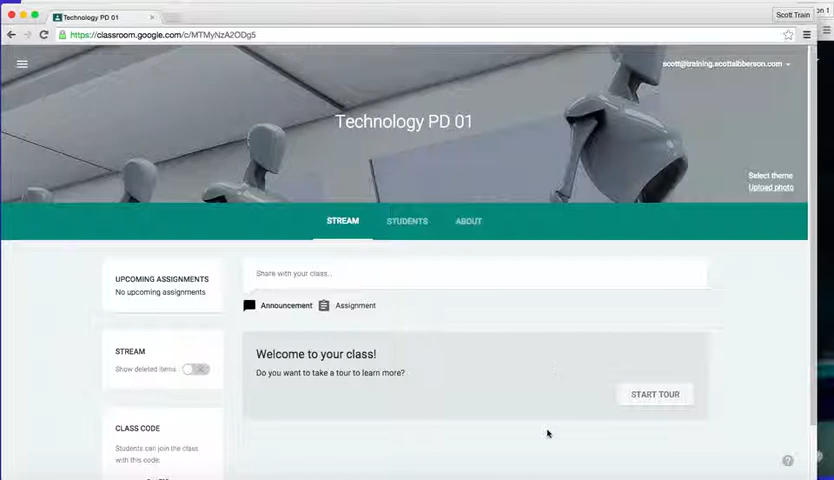 Technology PD 01
Scott Train
on 1
https://classroom.google.com/c/MTMyNzA2ODg5
scott@training.scottsibberson.com
Technology PD 01
Select theme
Upload photo
STREAM STUDENTS ABOUT
UPCOMING ASSIGNMENTS
No upcoming assignments
Share with your class..
Announcement Assignment
STREAM
Show deleted items
Welcome to your class!
Do you want to take a tour to learn more?
START TOUR
CLASS CODE
Students can join the class
with this code: